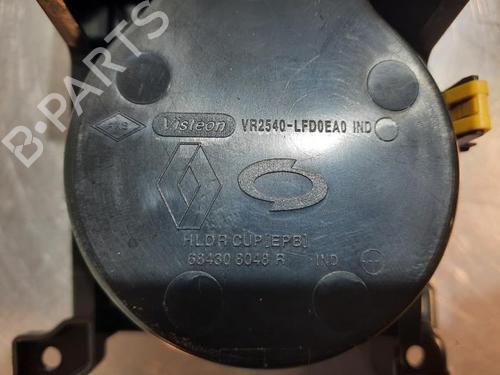 B-Parts
Visteon VR2540-LFD0EA0 IND
HLDR CUP[EPB]
68430 6048 R IND